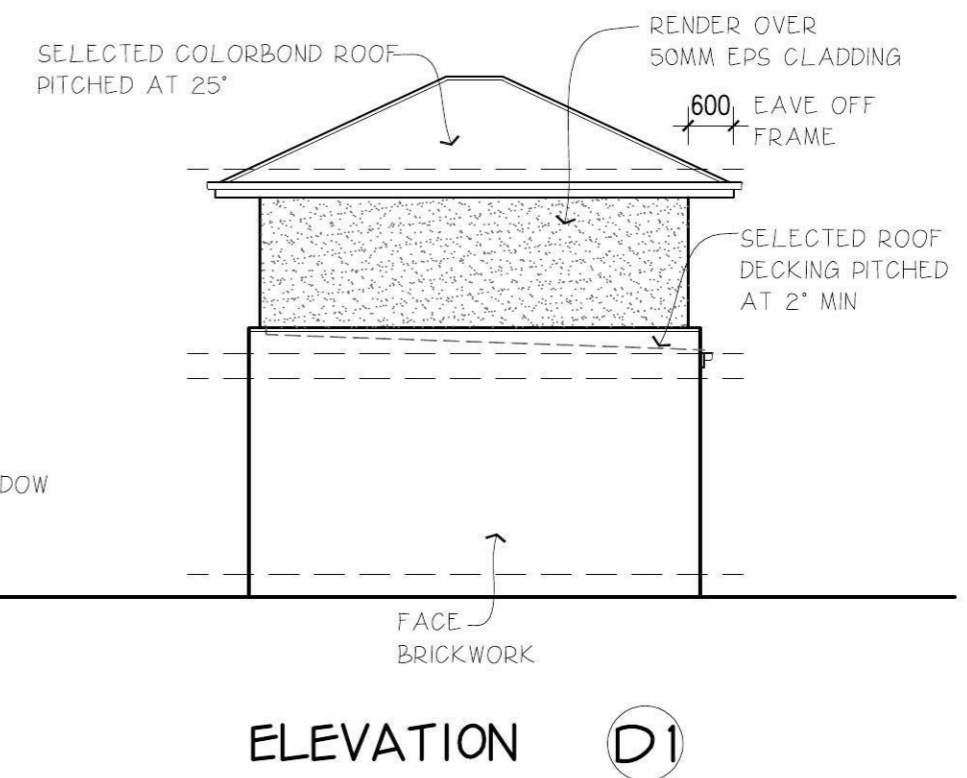 SELECTED COLORBOND ROOF
PITCHED AT 25°
RENDER OVER
50MM EPS CLADDING
600 EAVE OFF
FRAME
SELECTED ROOF
DECKING PITCHED
AT 2° MIN
DOW
FACE
BRICKWORK
ELEVATION D1